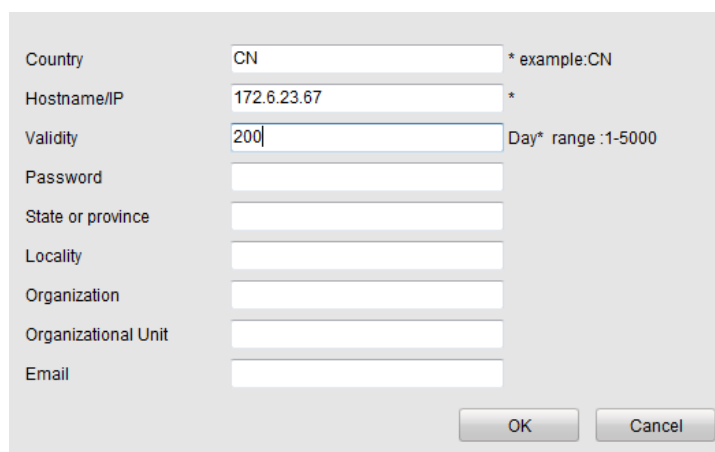 Country CN * example:CN
Hostname/IP 172.6.23.67 *
Validity 200 Day* range :1-5000
Password
State or province
Locality
Organization
Organizational Unit
Email
OK Cancel